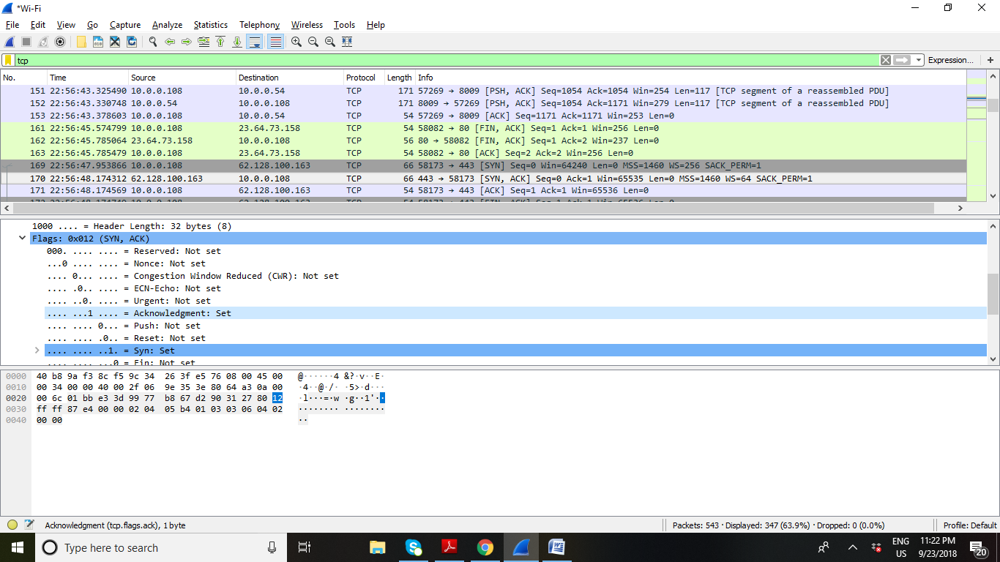 *Wi-Fi
File Edit View Go Capture Analyze Statistics Telephony Wireless Tools Help
tcp Expression... +
No. Time Source Destination Protocol Length Info
151 22:56:43.325490 10.0.0.108 10.0.0.54 TCP 171 57269 → 8009 [PSH, ACK] Seq=1054 Ack=1054 Win=254 Len=117 [TCP segment of a reassembled PDU]
152 22:56:43.330748 10.0.0.54 10.0.0.108 TCP 171 8009 → 57269 [PSH, ACK] Seq=1054 Ack=1171 Win=279 Len=117 [TCP segment of a reassembled PDU]
153 22:56:43.378603 10.0.0.108 10.0.0.54 TCP 54 57269 → 8009 [ACK] Seq=1171 Ack=1171 Win=253 Len=0
161 22:56:45.574799 10.0.0.108 23.64.73.158 TCP 54 58082 → 80 [FIN, ACK] Seq=1 Ack=1 Win=256 Len=0
162 22:56:45.785064 23.64.73.158 10.0.0.108 TCP 56 80 → 58082 [FIN, ACK] Seq=1 Ack=2 Win=237 Len=0
163 22:56:45.785479 10.0.0.108 23.64.73.158 TCP 54 58082 → 80 [ACK] Seq=2 Ack=2 Win=256 Len=0
169 22:56:47.953866 10.0.0.108 62.128.100.163 TCP 66 58173 → 443 [SYN] Seq=0 Win=64240 Len=0 MSS=1460 WS=256 SACK_PERM=1
170 22:56:48.174312 62.128.100.163 10.0.0.108 TCP 66 443 → 58173 [SYN, ACK] Seq=0 Ack=1 Win=65535 Len=0 MSS=1460 WS=64 SACK_PERM=1
171 22:56:48.174569 10.0.0.108 62.128.100.163 TCP 54 58173 → 443 [ACK] Seq=1 Ack=1 Win=65536 Len=0
1000 .... = Header Length: 32 bytes (8)
Flags: 0x012 (SYN, ACK)
000. .... .... = Reserved: Not set
...0 .... .... = Nonce: Not set
.... 0... .... = Congestion Window Reduced (CWR): Not set
.... .0.. .... = ECN-Echo: Not set
.... ..0. .... = Urgent: Not set
.... ...1 .... = Acknowledgment: Set
.... .... 0... = Push: Not set
.... .... .0.. = Reset: Not set
.... .... ..1. = Syn: Set
.... .... ...0 = Fin: Not set
0000 40 b8 9a f3 8c f5 9c 34 26 3f e5 76 08 00 45 00 @······4 &?·v··E·
0010 00 34 00 00 40 00 2f 06 9e 35 3e 80 64 a3 0a 00 ·4··@·/· ·5>·d···
0020 00 6c 01 bb e3 3d 99 77 b8 67 d2 90 31 27 80 12 ·l···=·w ·g··1'··
0030 ff ff 87 e4 00 00 02 04 05 b4 01 03 03 06 04 02 ········ ········
0040 00 00 ··
Acknowledgment (tcp.flags.ack), 1 byte Packets: 543 · Displayed: 347 (63.9%) · Dropped: 0 (0.0%) Profile: Default
Type here to search ENG US 11:22 PM 9/23/2018 20